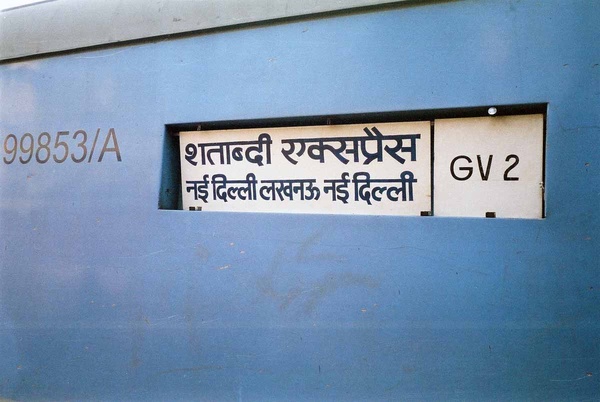 99853/A
शताब्दी एक्सप्रैस
नई दिल्ली लखनऊ नई दिल्ली
GV 2